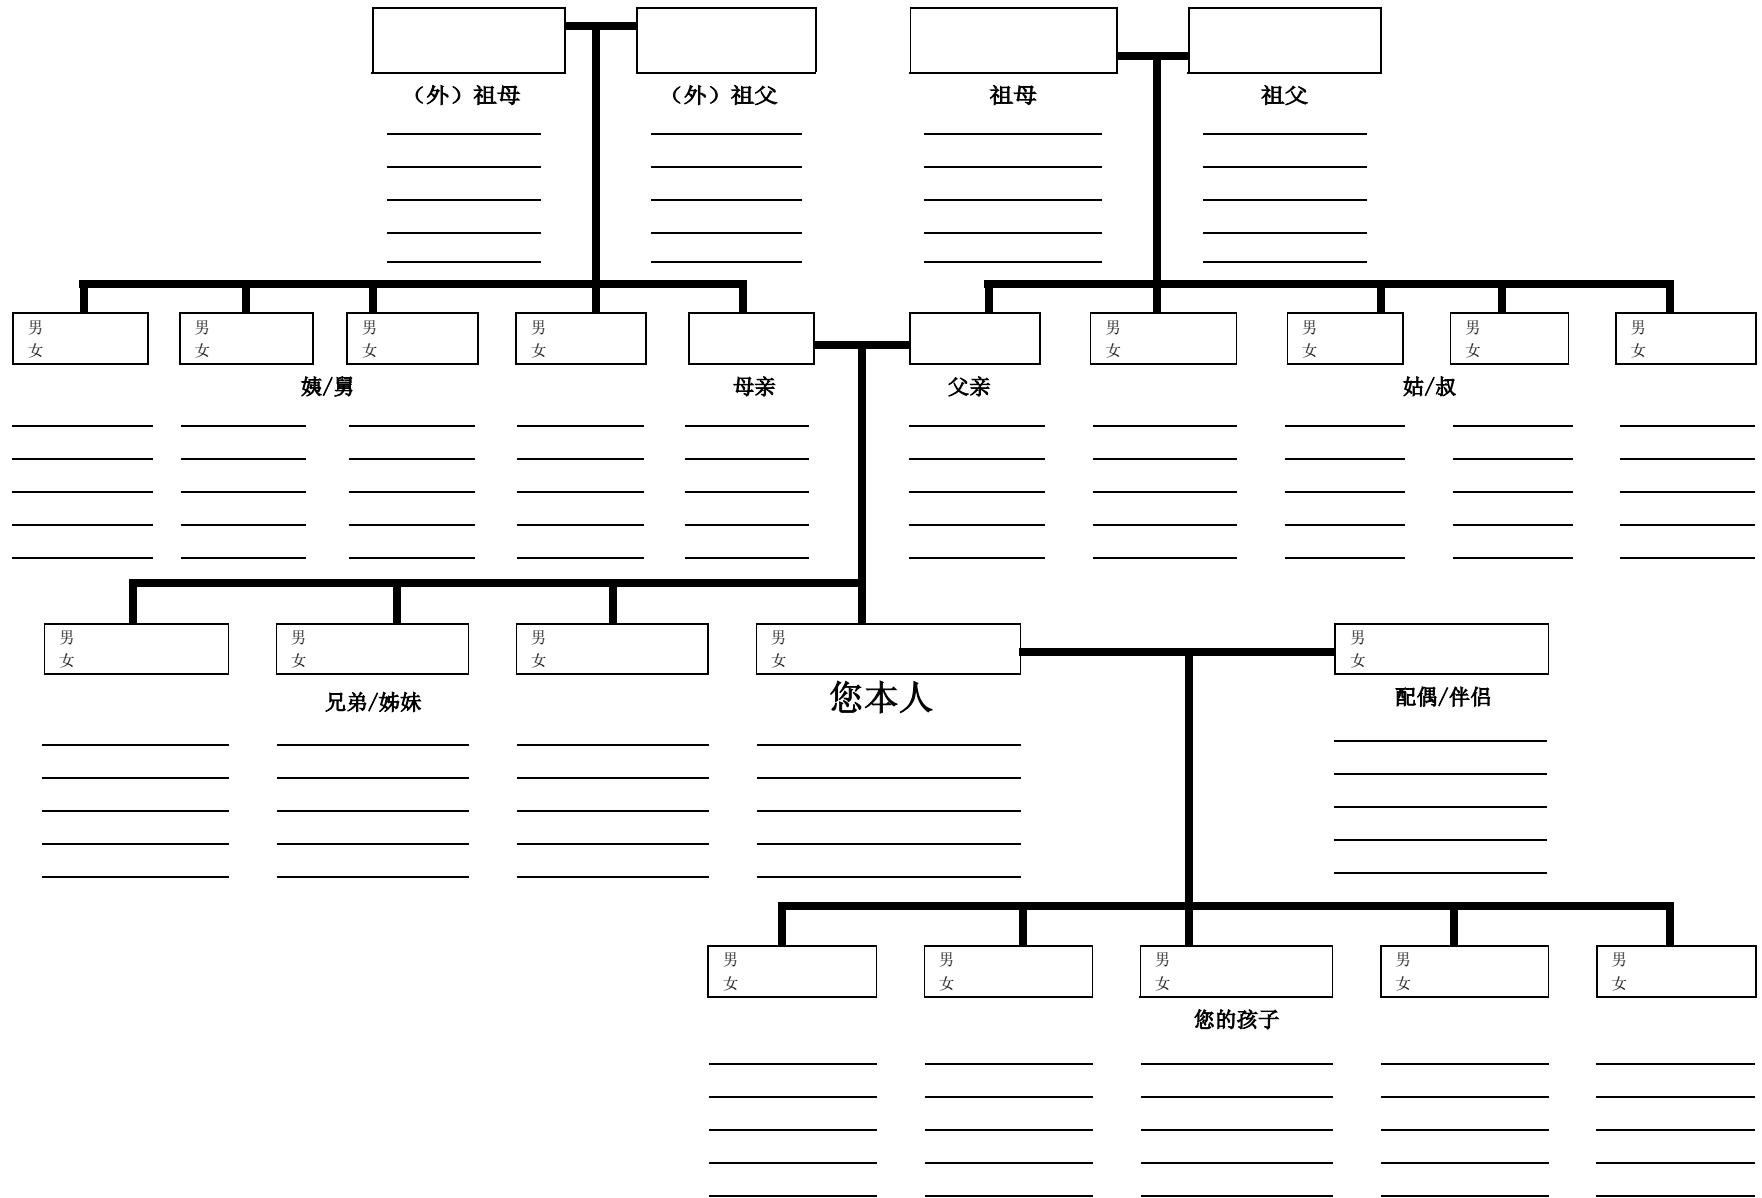 （外）祖母
（外）祖父
祖母
祖父
男
女
男
女
男
女
男
女
男
女
男
女
男
女
男
女
姨/舅
母亲
父亲
姑/叔
男
女
男
女
男
女
男
女
男
女
兄弟/姊妹
您本人
配偶/伴侣
男
女
男
女
男
女
男
女
男
女
您的孩子